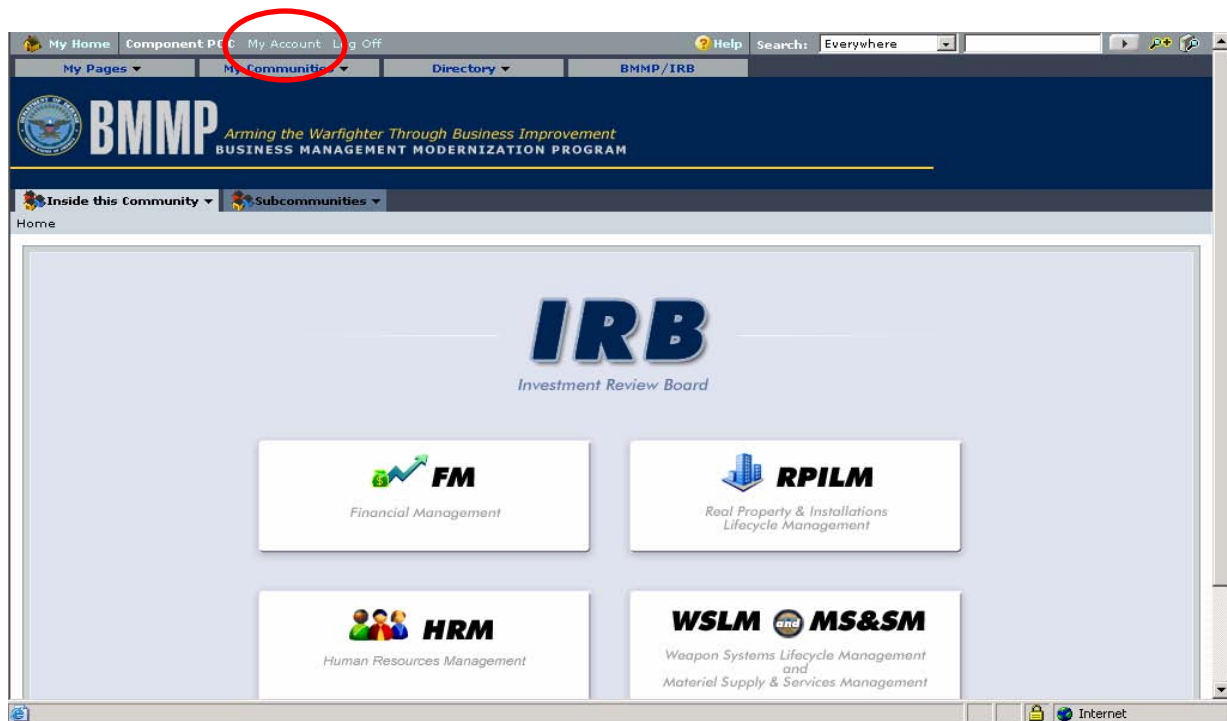 My Home Component POC My Account Log Off Help Search: Everywhere
My Pages My Communities Directory BMMP/IRB
BMMP Arming the Warfighter Through Business Improvement
BUSINESS MANAGEMENT MODERNIZATION PROGRAM
Inside this Community Subcommunities
Home
IRB
Investment Review Board
FM
Financial Management
RPILM
Real Property & Installations
Lifecycle Management
HRM
Human Resources Management
WSLM and MS&SM
Weapon Systems Lifecycle Management
and
Materiel Supply & Services Management
Internet